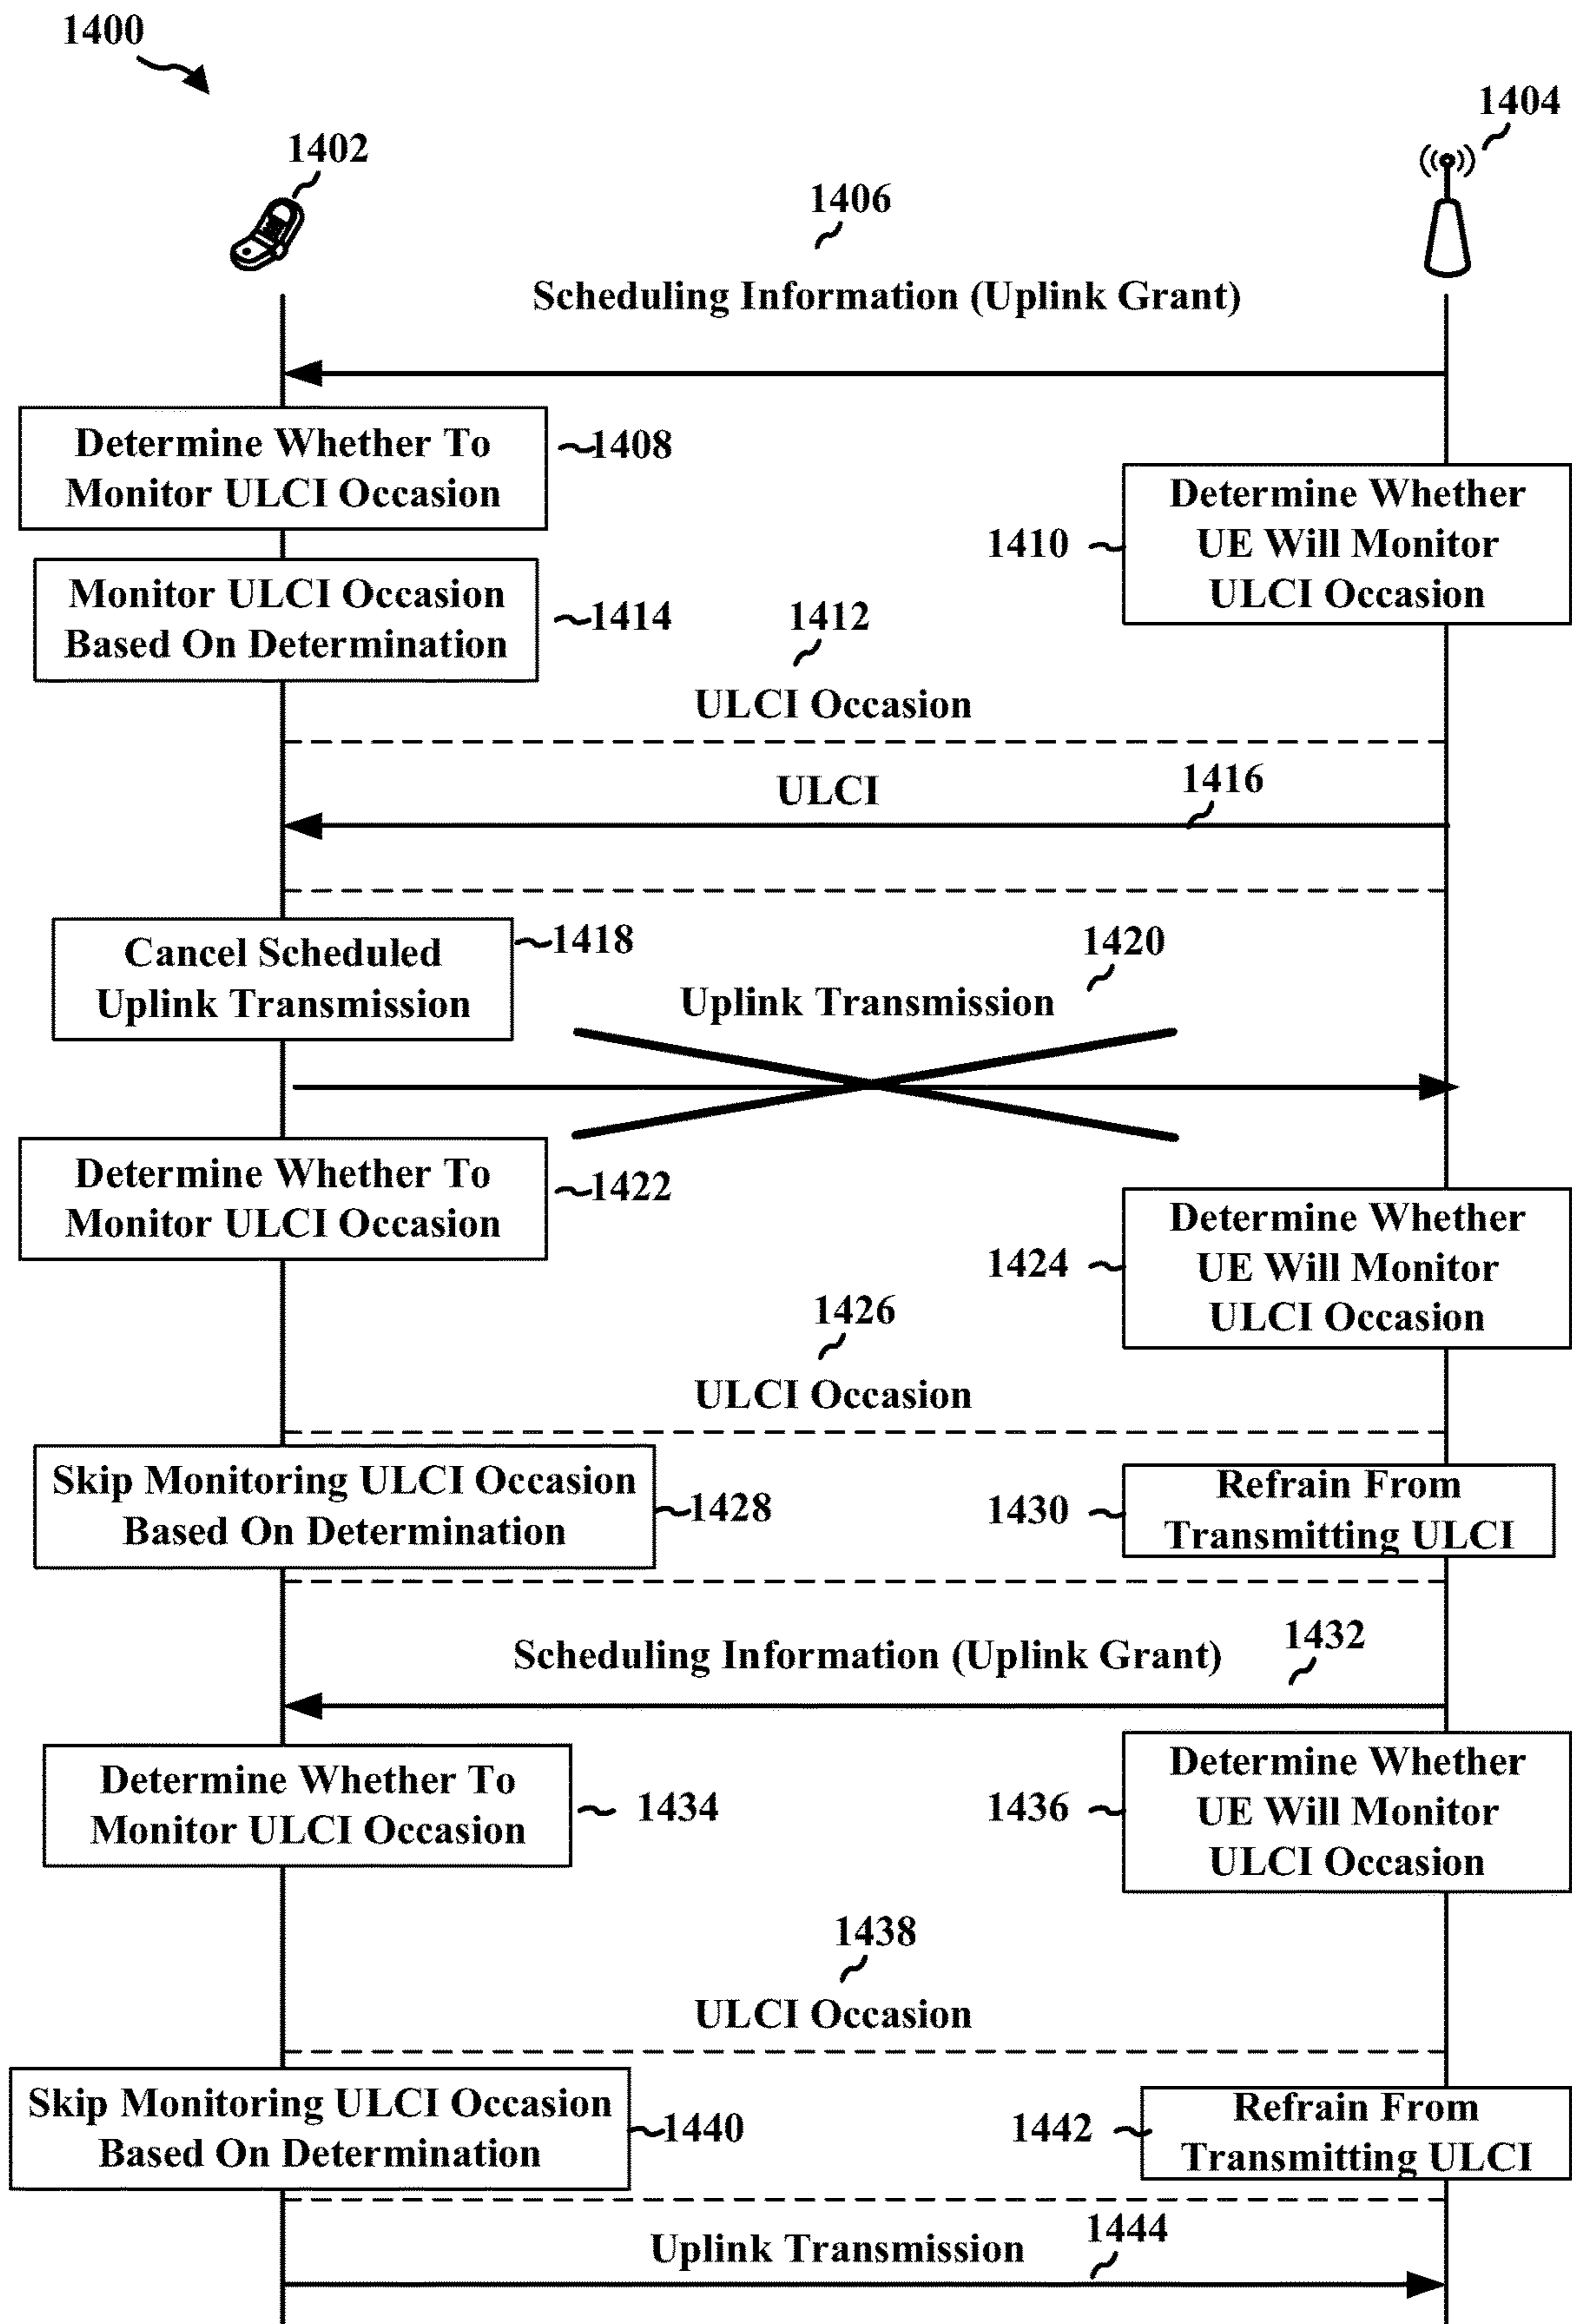 1400
1404
1402
1406
Scheduling Information (Uplink Grant)
Determine Whether To
Monitor ULCI Occasion
1408
Determine Whether
UE Will Monitor
ULCI Occasion
1410
Monitor ULCI Occasion
Based On Determination
1414
1412
ULCI Occasion
ULCI
1416
Cancel Scheduled
Uplink Transmission
1418
1420
Uplink Transmission
Determine Whether To
Monitor ULCI Occasion
1422
Determine Whether
UE Will Monitor
ULCI Occasion
1424
1426
ULCI Occasion
Skip Monitoring ULCI Occasion
Based On Determination
1428
1430
Refrain From
Transmitting ULCI
1432
Scheduling Information (Uplink Grant)
Determine Whether To
Monitor ULCI Occasion
1434
1436
Determine Whether
UE Will Monitor
ULCI Occasion
1438
ULCI Occasion
Skip Monitoring ULCI Occasion
Based On Determination
1440
1442
Refrain From
Transmitting ULCI
1444
Uplink Transmission